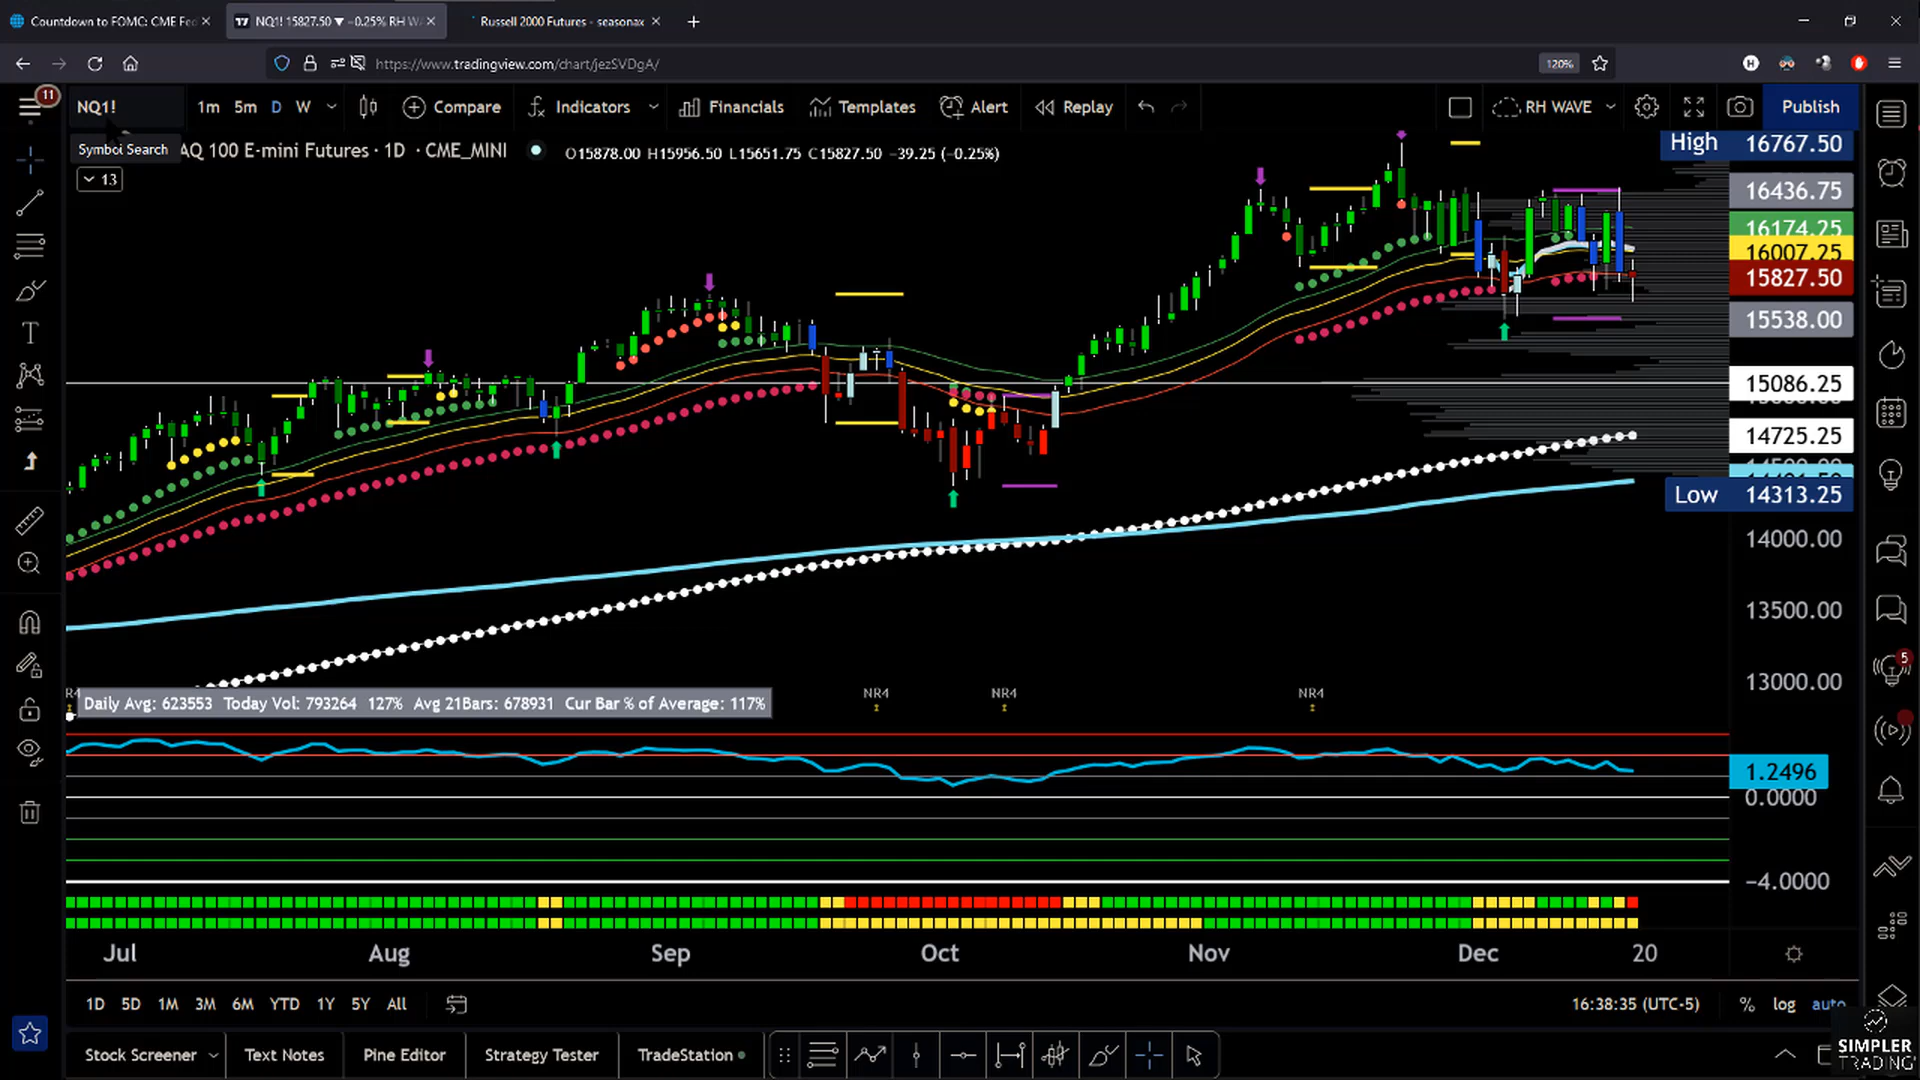 Countdown to FOMC: CME Fed
NQ1! 15827.50 ▼ −0.25% RH W
Russell 2000 Futures - seasonax
https://www.tradingview.com/chart/jezSVDgA/
120%
11
NQ1!
1m 5m D W
Compare
Indicators
Financials
Templates
Alert
Replay
RH WAVE
Publish
Symbol Search
AQ 100 E-mini Futures · 1D · CME_MINI
O15878.00 H15956.50 L15651.75 C15827.50 −39.25 (−0.25%)
13
High 16767.50
16436.75
16174.25
16007.25
15827.50
15538.00
15086.25
14725.25
Low 14313.25
14000.00
13500.00
13000.00
R4
NR4
NR4
NR4
Daily Avg: 623553 Today Vol: 793264 127% Avg 21Bars: 678931 Cur Bar % of Average: 117%
5
1.2496
0.0000
−4.0000
Jul Aug Sep Oct Nov Dec 20
1D 5D 1M 3M 6M YTD 1Y 5Y All
16:38:35 (UTC-5)
% log auto
Stock Screener
Text Notes
Pine Editor
Strategy Tester
TradeStation
SIMPLER
TRADING